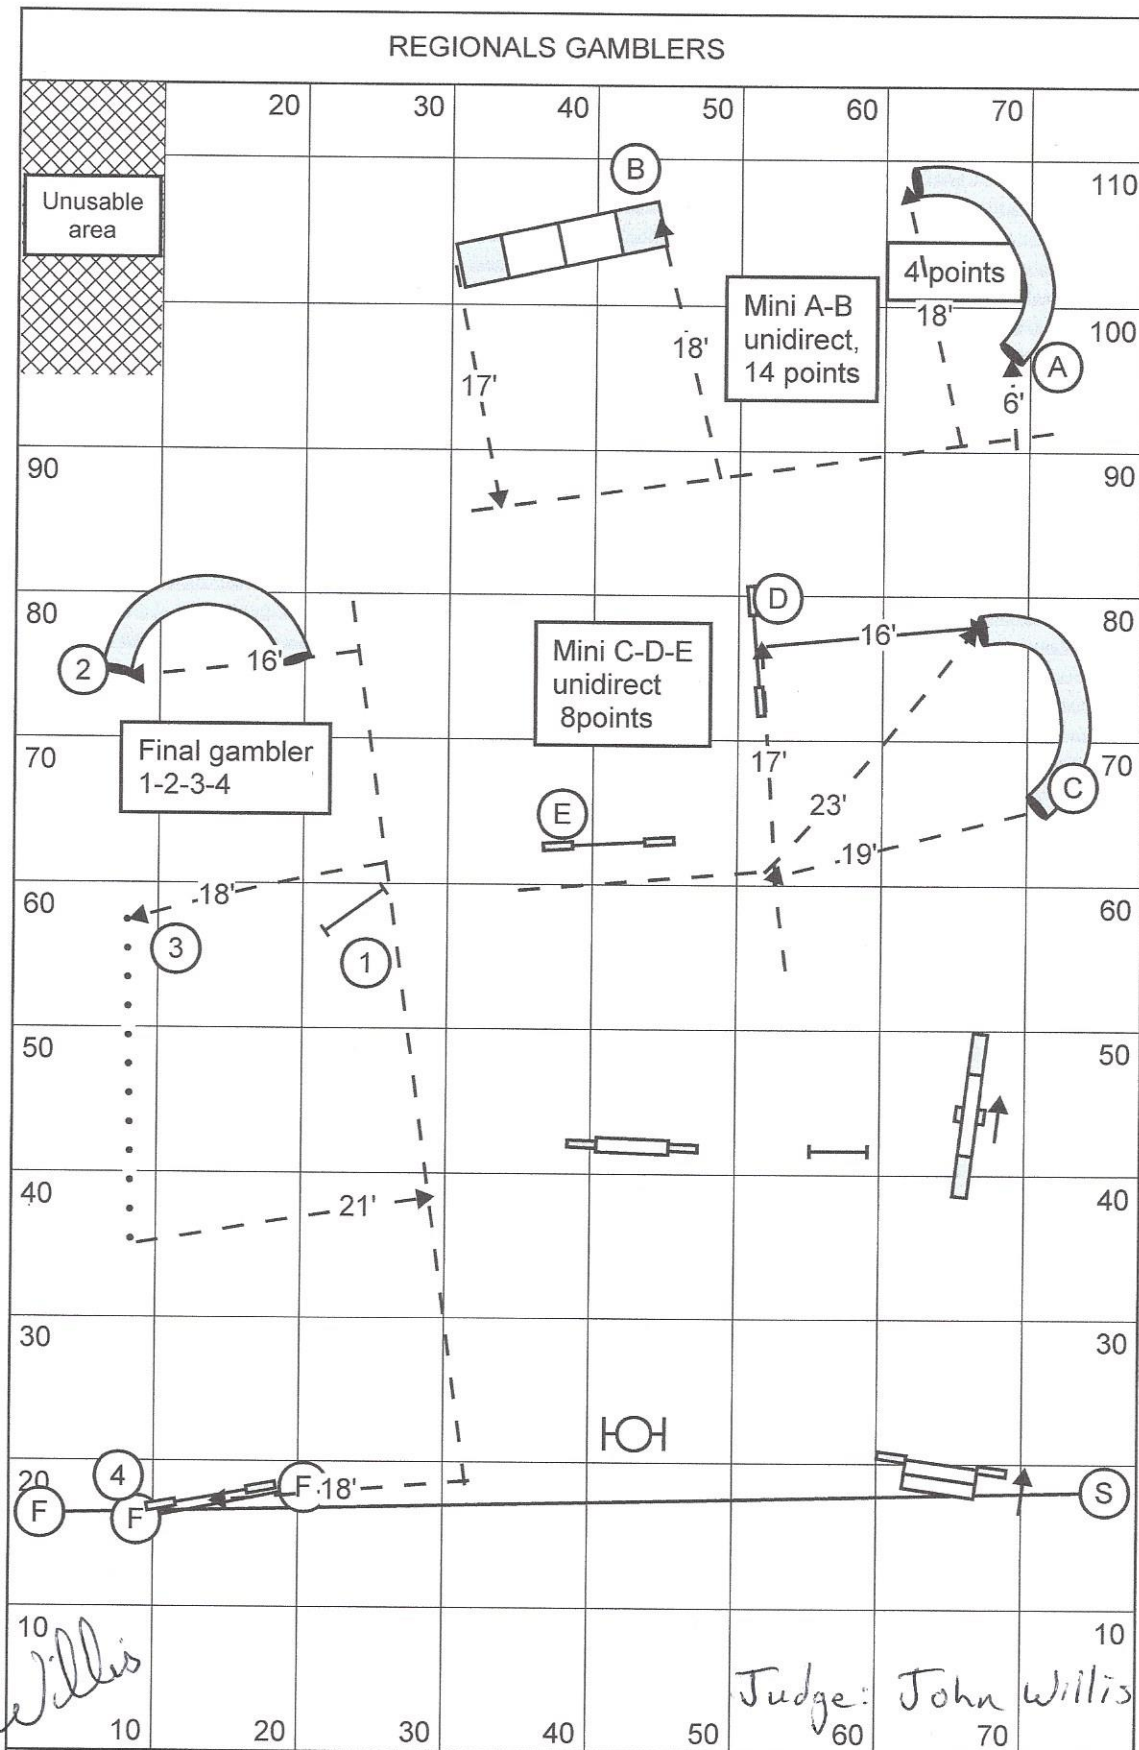 REGIONALS GAMBLERS
20 30 40 50 60 70
Unusable
area
B
110
4 points
Mini A-B
unidirect,
14 points
18'
18'
100
A
17'
6'
90
90
80
D
80
2
16'
Mini C-D-E
unidirect
8points
16'
70
Final gambler
1-2-3-4
17'
70
C
E
23'
19'
60
18'
60
3
1
50
50
40
21'
40
30
30
20
4
F
F
F
18'
S
10
10
Willis
Judge: John Willis
10 20 30 50 60 70